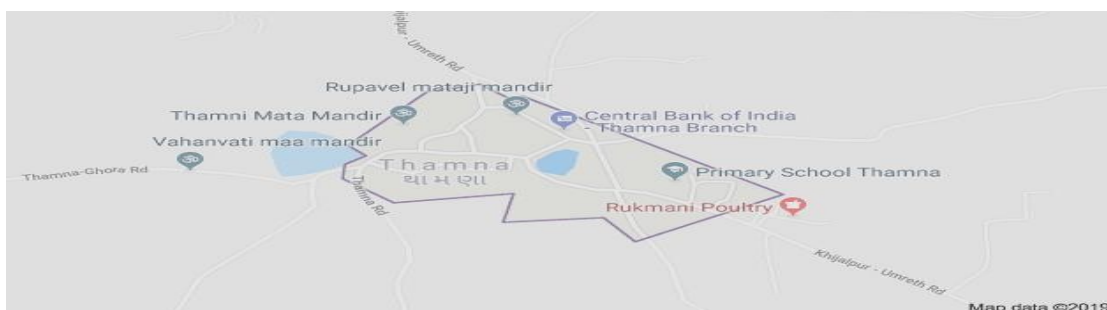 Khijalpur - Umreth Rd
Rupavel mataji mandir
Thamni Mata Mandir
Central Bank of India
- Thamna Branch
Vahanvati maa mandir
Thamna-Ghora Rd
Thamna
થામણા
Primary School Thamna
Thamna Rd
Rukmani Poultry
Khijalpur - Umreth Rd
Map data ©2019